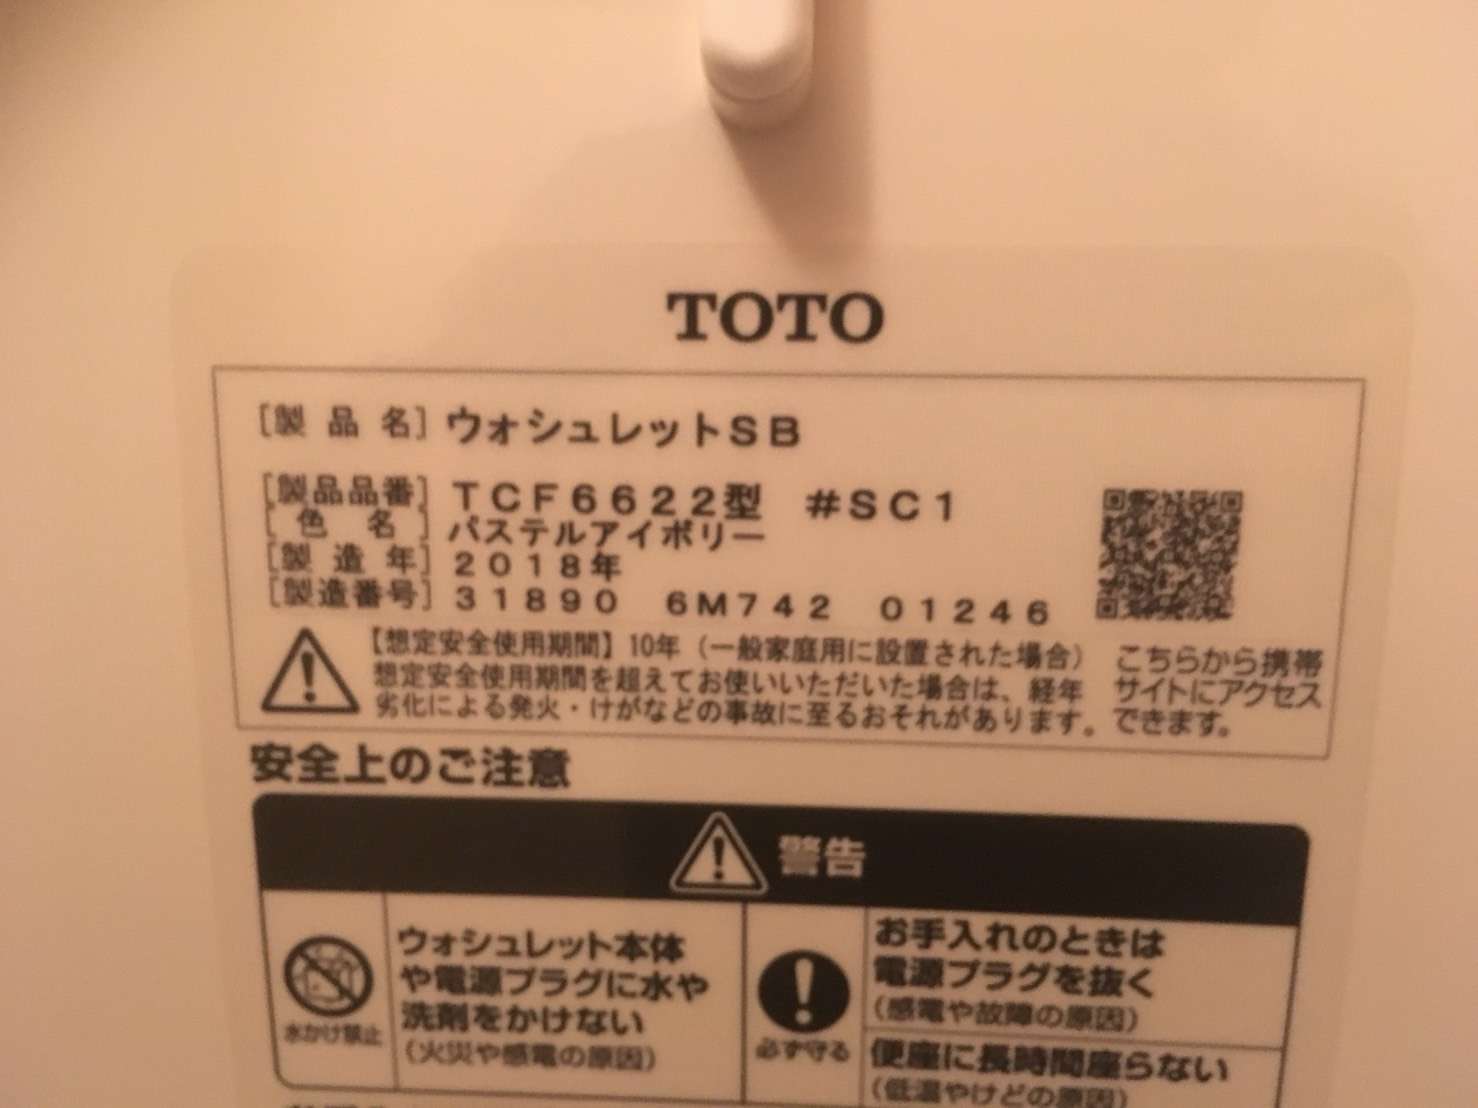 TOTO
[製品名] ウォシュレットSB
[製品品番] TCF6622型 #SC1
[色名] パステルアイボリー
[製造年] 2018年
[製造番号] 31890 6M742 01246
【想定安全使用期間】10年（一般家庭用に設置された場合）
想定安全使用期間を超えてお使いいただいた場合は、経年
劣化による発火・けがなどの事故に至るおそれがあります。
こちらから携帯
サイトにアクセス
できます。
安全上のご注意
警告
水かけ禁止
ウォシュレット本体
や電源プラグに水や
洗剤をかけない
（火災や感電の原因）
必ず守る
お手入れのときは
電源プラグを抜く
（感電や故障の原因）
便座に長時間座らない
（低温やけどの原因）